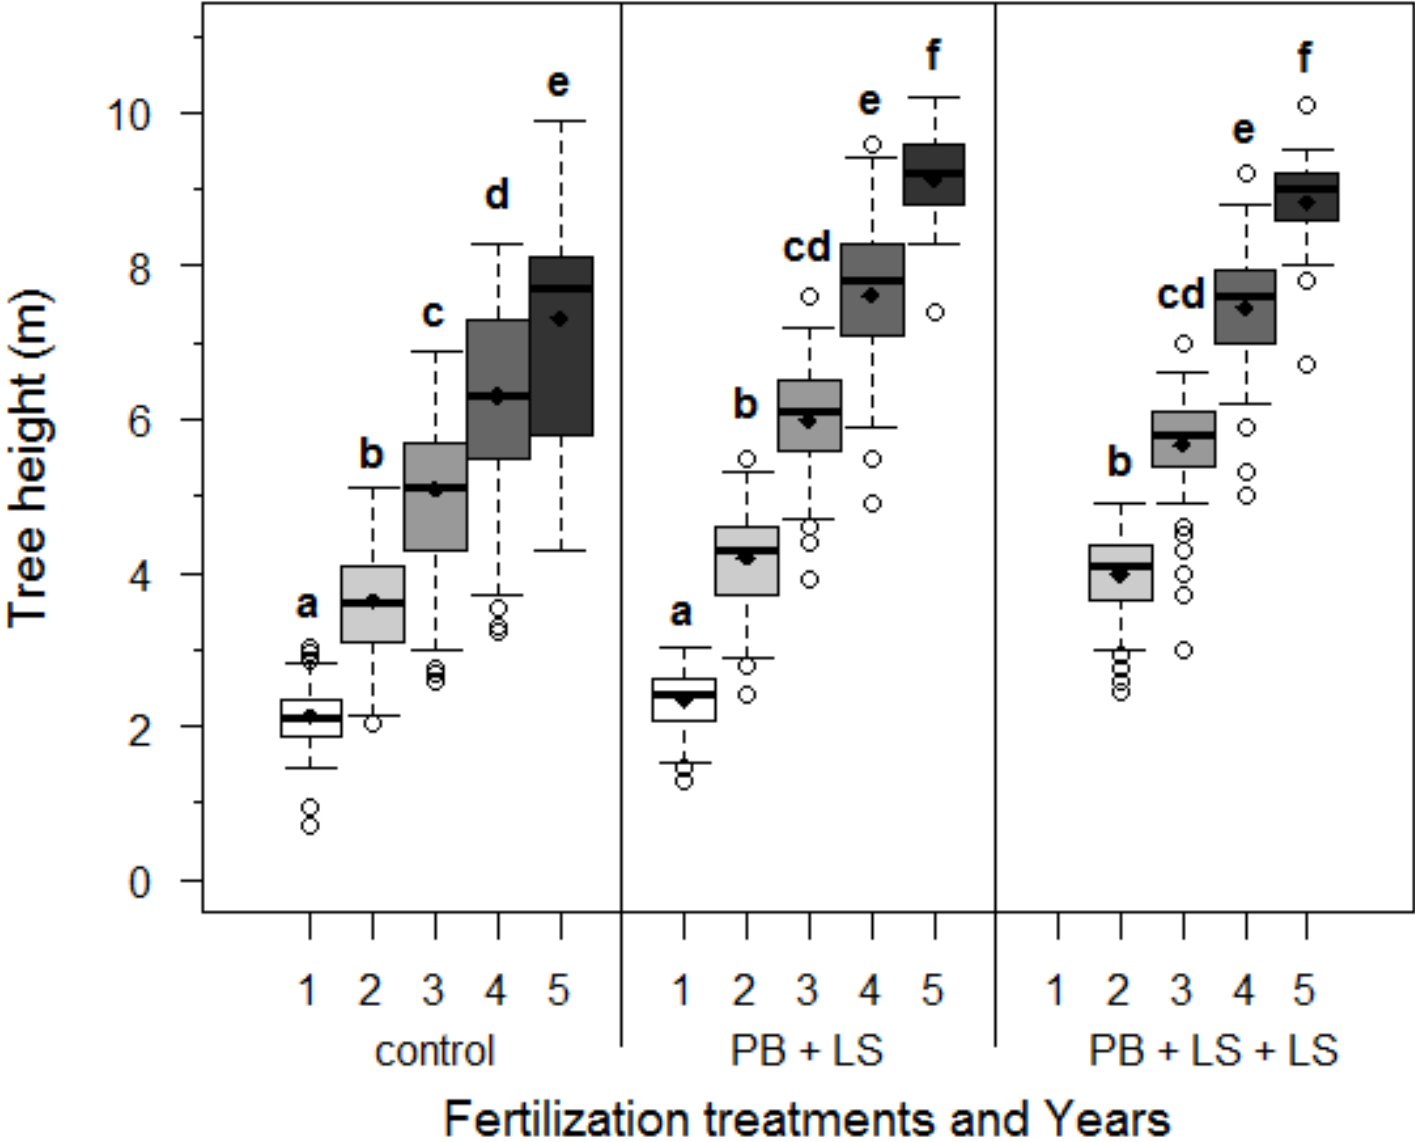 Tree height (m)
10
8
6
4
2
0
a
b
c
d
e
a
b
cd
e
f
b
cd
e
f
1 2 3 4 5
1 2 3 4 5
1 2 3 4 5
control
PB + LS
PB + LS + LS
Fertilization treatments and Years